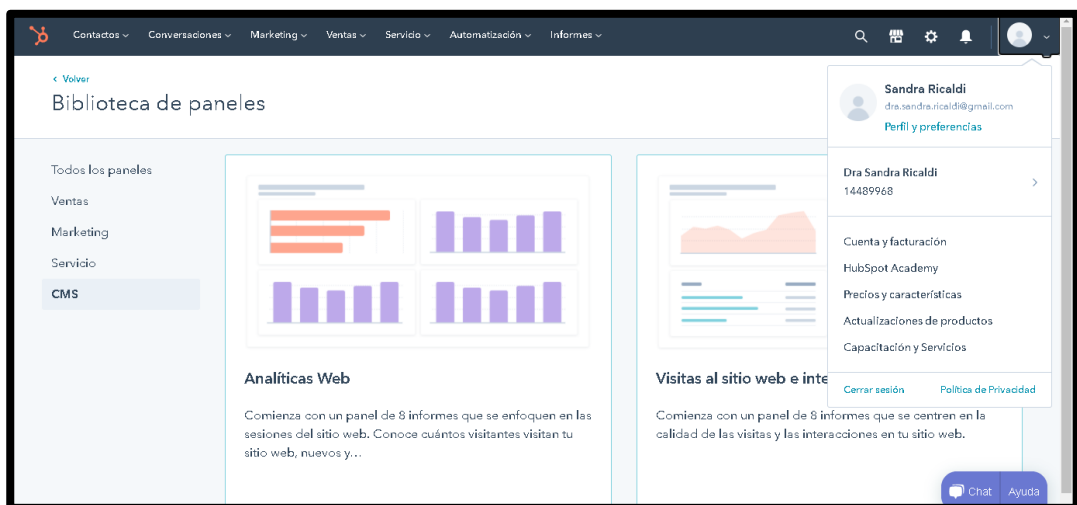 Contactos Conversaciones Marketing Ventas Servicio Automatización Informes
Volver
Biblioteca de paneles
Todos los paneles
Ventas
Marketing
Servicio
CMS
Analíticas Web
Comienza con un panel de 8 informes que se enfoquen en las
sesiones del sitio web. Conoce cuántos visitantes visitan tu
sitio web, nuevos y…
Visitas al sitio web e inte
Comienza con un panel de 8 informes que se centren en la
calidad de las visitas y las interacciones en tu sitio web.
Sandra Ricaldi
dra.sandra.ricaldi@gmail.com
Perfil y preferencias
Dra Sandra Ricaldi
14489968
Cuenta y facturación
HubSpot Academy
Precios y características
Actualizaciones de productos
Capacitación y Servicios
Cerrar sesión Política de Privacidad
Chat Ayuda